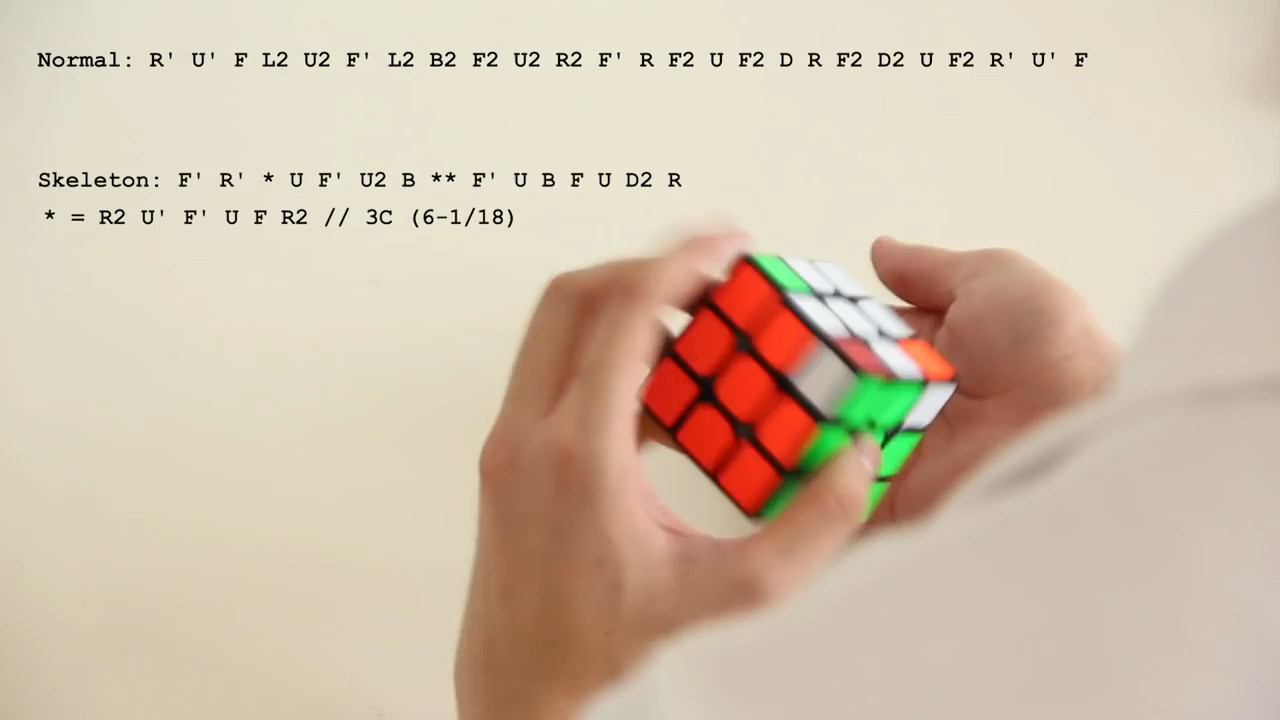 Normal: R' U' F L2 U2 F' L2 B2 F2 U2 R2 F' R F2 U F2 D R F2 D2 U F2 R' U' F
Skeleton: F' R' * U F' U2 B ** F' U B F U D2 R
* = R2 U' F' U F R2 // 3C (6-1/18)